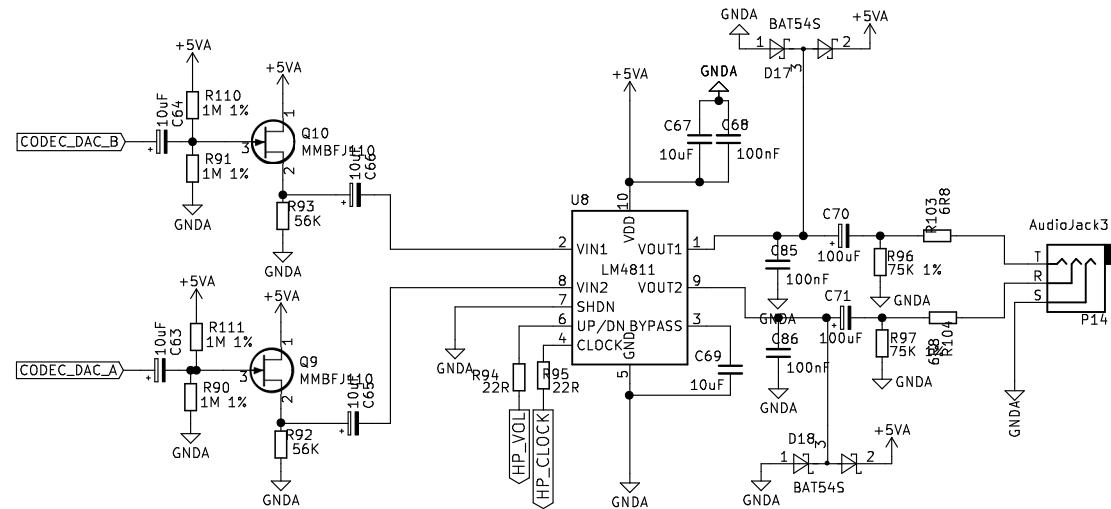 GNDA
BAT54S
+5VA
1
2
D17
3
+5VA
10uF
C64
R110
1M 1%
+5VA
1
Q10
MMBFJ110
3
2
CODEC_DAC_B
R91
1M 1%
GNDA
10uF
C66
R93
56K
GNDA
+5VA
GNDA
C67
10uF
C68
100nF
U8
10
VDD
2
VIN1
VOUT1
1
LM4811
8
VIN2
VOUT2
9
7
SHDN
6
UP/DN
BYPASS
3
4
CLOCK
GND
5
C69
10uF
GNDA
GNDA
R94
22R
R95
22R
HP_VOL
HP_CLOCK
C85
100nF
GNDA
C70
100uF
R96
75K 1%
GNDA
R103
6R8
AudioJack3
T
R
S
P14
GNDA
C71
100uF
R97
75K 1%
GNDA
R104
6R8
C86
100nF
GNDA
D18
3
+5VA
1
2
BAT54S
GNDA
+5VA
10uF
C63
R111
1M 1%
+5VA
1
Q9
MMBFJ110
3
2
CODEC_DAC_A
R90
1M 1%
GNDA
10uF
C65
R92
56K
GNDA